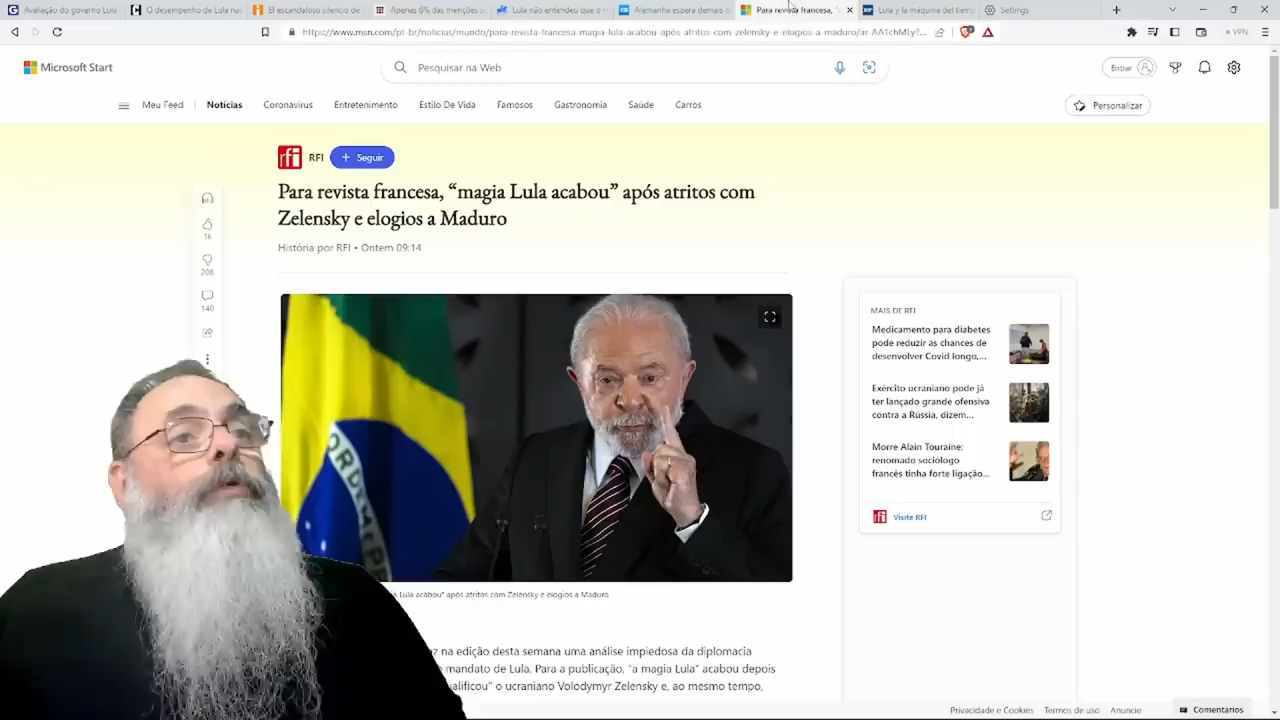 Avaliação do governo Lula
O desempenho de Lula nas
El escandaloso silencio de
Apenas 6% das menções s
Lula não entendeu que o m
Alemanha espera demais d
Para revista francesa, "
Lula y la máquina del tiem
Settings
https://www.msn.com/pt-br/noticias/mundo/para-revista-francesa-magia-lula-acabou-após-atritos-com-zelensky-e-elogios-a-maduro/ar-AA1chMLy?...
VPN
Microsoft Start
Pesquisar na Web
Entrar
Meu Feed
Notícias
Coronavirus
Entretenimento
Estilo De Vida
Famosos
Gastronomia
Saúde
Carros
Personalizar
rfi RFI + Seguir
Para revista francesa, “magia Lula acabou” após atritos com
Zelensky e elogios a Maduro
História por RFI • Ontem 09:14
1k
206
140
MAIS DE RFI
Medicamento para diabetes
pode reduzir as chances de
desenvolver Covid longo,...
Exército ucraniano pode já
ter lançado grande ofensiva
contra a Rússia, dizem...
Morre Alain Touraine;
renomado sociólogo
francês tinha forte ligação...
rfi Visite RFI
Lula acabou” após atritos com Zelensky e elogios a Maduro
na edição desta semana uma análise impiedosa da diplomacia
mandato de Lula. Para a publicação, "a magia Lula" acabou depois
ualificou" o ucraniano Volodymyr Zelensky e, ao mesmo tempo,
Privacidade e Cookies
Termos de uso
Anuncie
Comentários